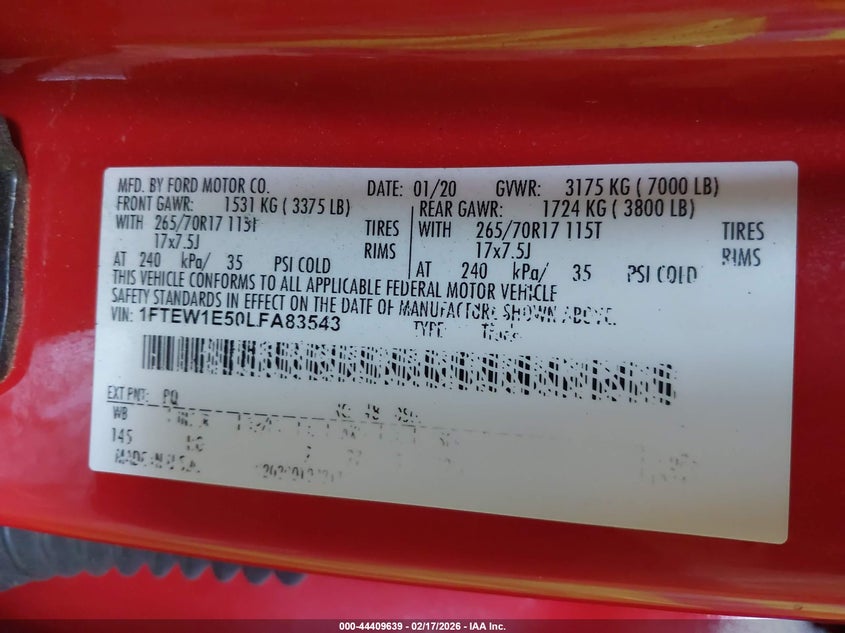 MFD. BY FORD MOTOR CO. DATE: 01/20 GVWR: 3175 KG ( 7000 LB)
FRONT GAWR: 1531 KG ( 3375 LB) REAR GAWR: 1724 KG ( 3800 LB)
WITH 265/70R17 115T TIRES WITH 265/70R17 115T TIRES
17x7.5J RIMS 17x7.5J RIMS
AT 240 kPa/ 35 PSI COLD AT 240 kPa/ 35 PSI COLD
THIS VEHICLE CONFORMS TO ALL APPLICABLE FEDERAL MOTOR VEHICLE
SAFETY STANDARDS IN EFFECT ON THE DATE OF MANUFACTURE SHOWN ABOVE.
VIN: 1FTEW1E50LFA83543 TYPE: Truck
EXT PNT: PQ
WB
145
MADE IN U.S.A.
000-44409639 - 02/17/2026 - IAA Inc.